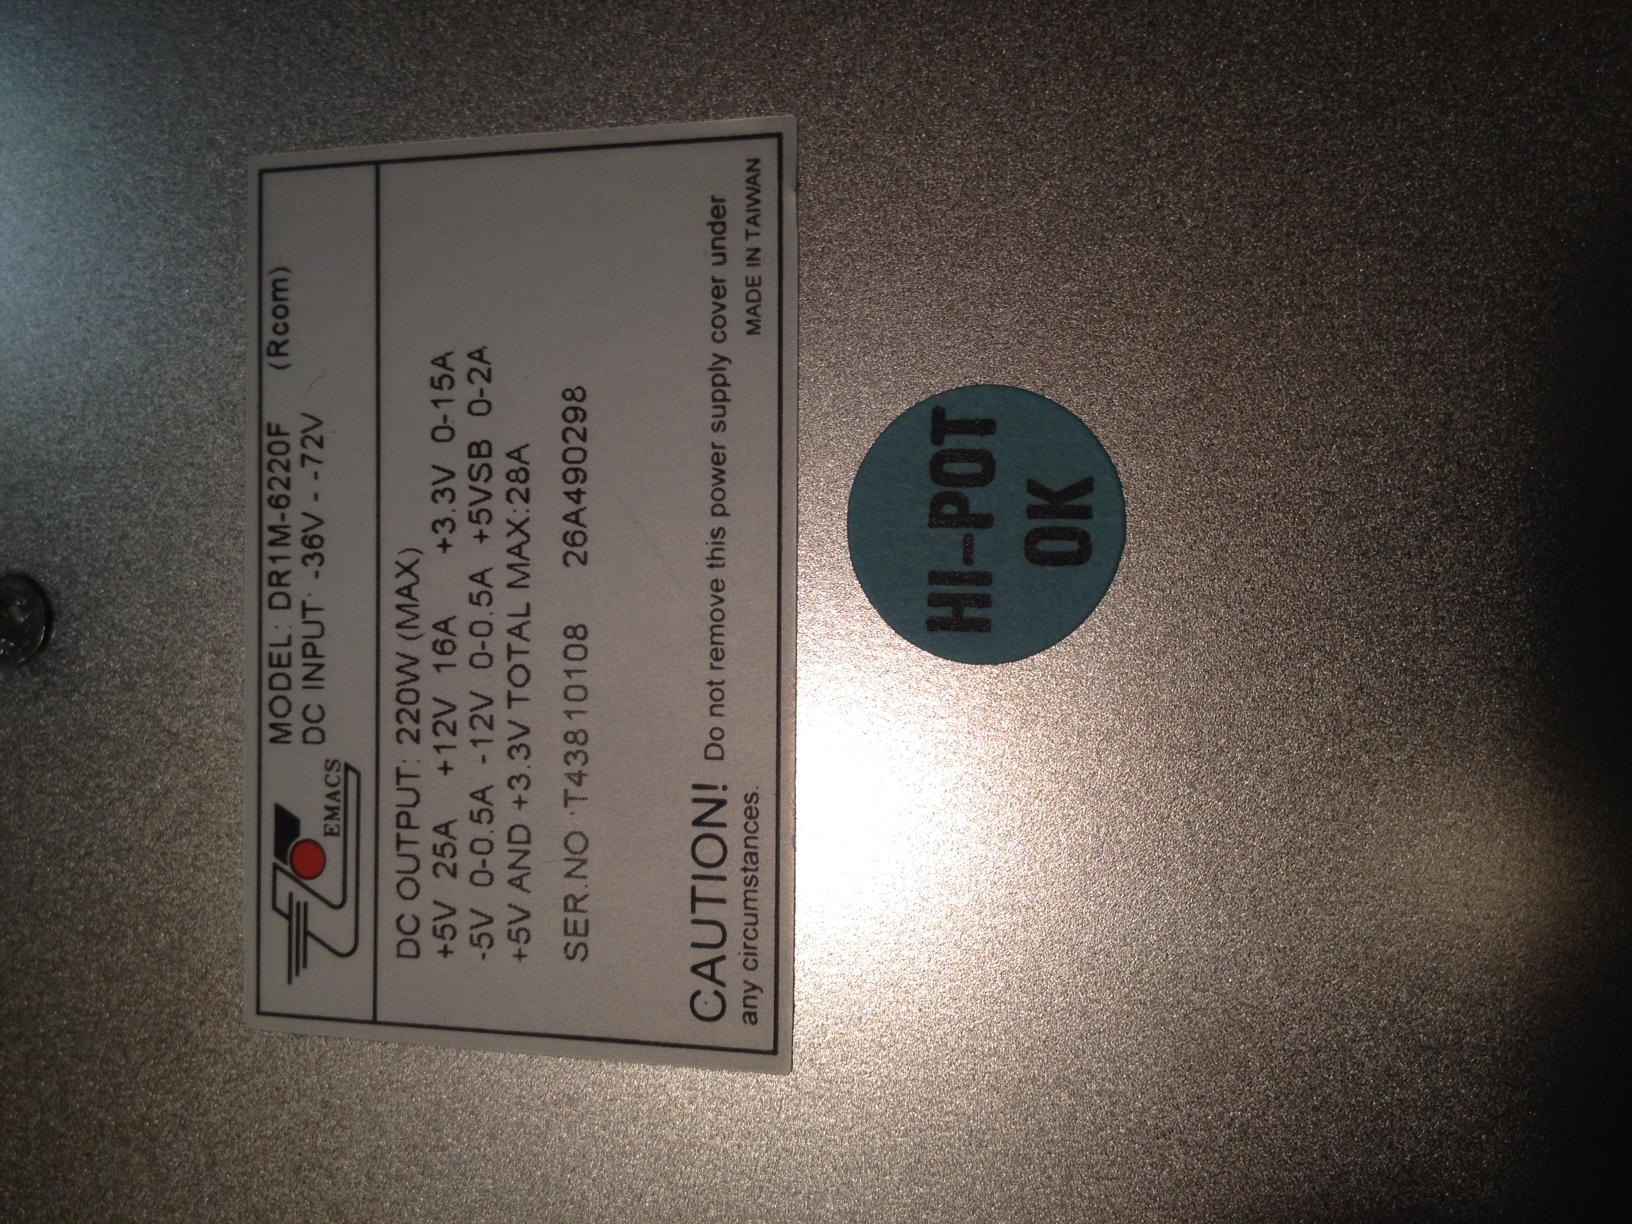 EMACS
MODEL: DR1M-6220F (Rcom)
DC INPUT: -36V - -72V
DC OUTPUT: 220W (MAX)
+5V 25A +12V 16A +3.3V 0-15A
-5V 0-0.5A -12V 0-0.5A +5VSB 0-2A
+5V AND +3.3V TOTAL MAX:28A
SER.NO :T43810108 26A490298
CAUTION! Do not remove this power supply cover under
any circumstances. MADE IN TAIWAN
HI-POT
OK